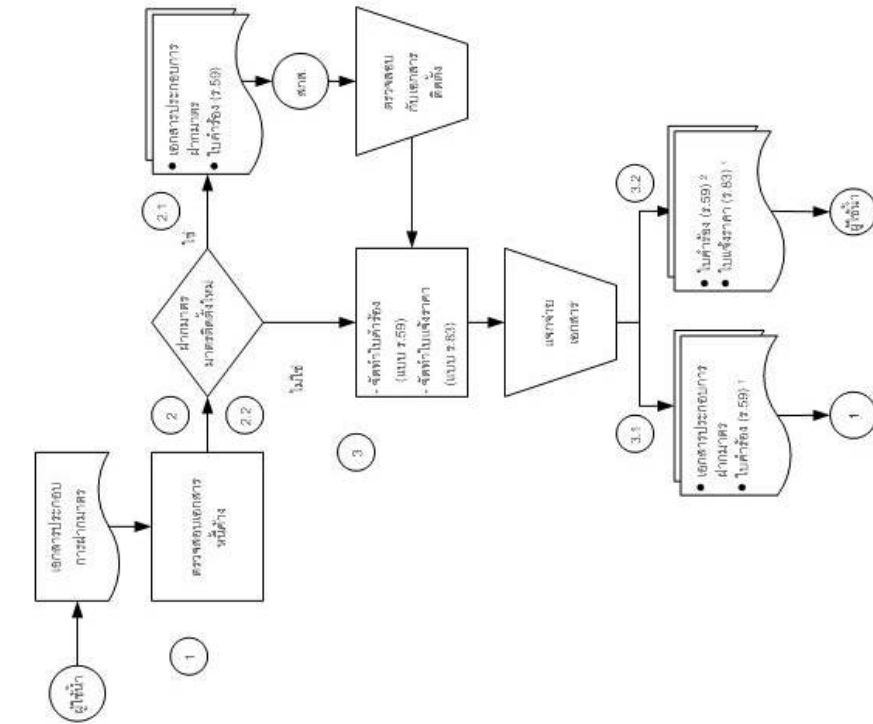 ผู้ใช้น้ำ
เอกสารประกอบ
การฝากมาตร
1
ตรวจสอบเอกสาร
หนี้ค้าง
2
2.2
ฝากมาตร
มาตรติดตั้งใหม่
ใช่
2.1
ไม่ใช่
• เอกสารประกอบการ
ฝากมาตร
• ใบคำร้อง (ร.59)
สกส.
ตรวจสอบ
กับเอกสาร
ติดตั้ง
3
- จัดทำใบคำร้อง
(แบบ ร.59)
- จัดทำใบแจ้งราคา
(แบบ ร.83)
แจกจ่าย
เอกสาร
3.1
• เอกสารประกอบการ
ฝากมาตร
• ใบคำร้อง (ร.59) ¹
1
3.2
• ใบคำร้อง (ร.59) ²
• ใบแจ้งราคา (ร.83) ¹
ผู้ใช้น้ำ